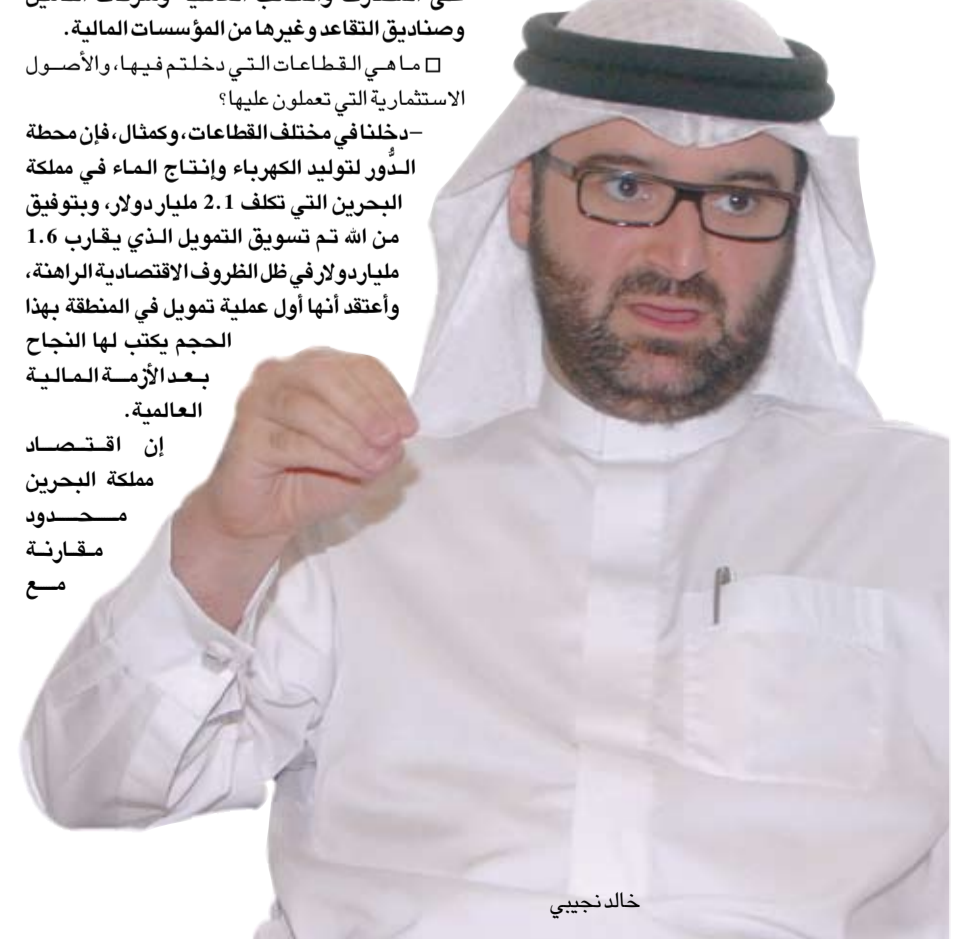 وصناديق التقاعد وغيرها من المؤسسات المالية.
□ ما هي القطاعات التي دخلتم فيها، والأصول
الاستثمارية التي تعملون عليها؟
–دخلنا في مختلف القطاعات، وكمثال، فإن محطة
الدُّور لتوليد الكهرباء وإنتاج الماء في مملكة
البحرين التي تكلف 2.1 مليار دولار، وبتوفيق
من الله تم تسويق التمويل الذي يقارب 1.6
مليار دولار في ظل الظروف الاقتصادية الراهنة،
وأعتقد أنها أول عملية تمويل في المنطقة بهذا
الحجم يكتب لها النجاح
بعد الأزمة المالية
العالمية.
إن اقتصاد
مملكة البحرين
محدود
مقارنة
مع
خالد نجيبي